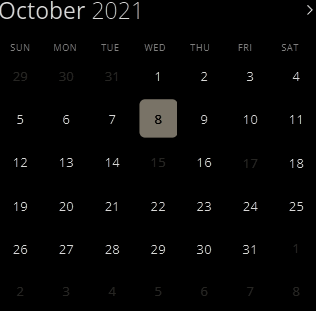 October 2021 >
SUN MON TUE WED THU FRI SAT
29 30 31 1 2 3 4
5 6 7 8 9 10 11
12 13 14 15 16 17 18
19 20 21 22 23 24 25
26 27 28 29 30 31 1
2 3 4 5 6 7 8